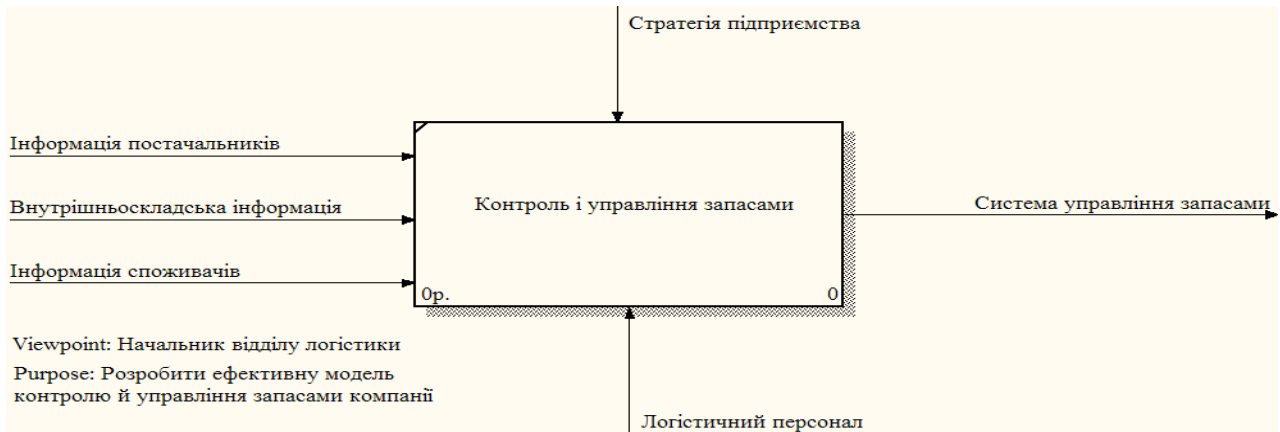 Стратегія підприємства
Інформація постачальників
Внутрішньоскладська інформація
Контроль і управління запасами
Система управління запасами
Інформація споживачів
0р.
0
Viewpoint: Начальник відділу логістики
Purpose: Розробити ефективну модель
контролю й управління запасами компанії
Логістичний персонал